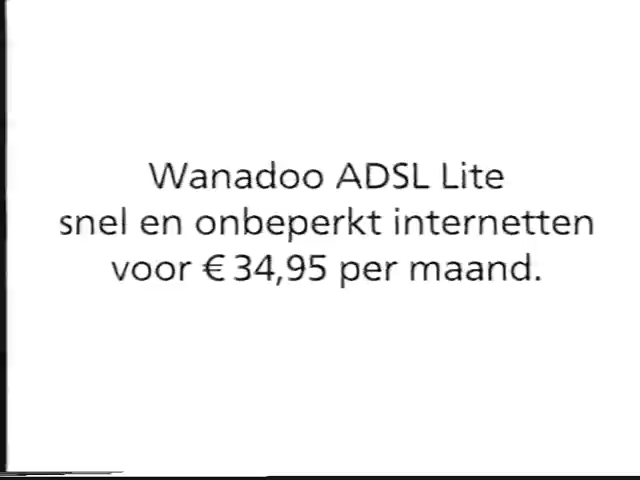 Wanadoo ADSL Lite
snel en onbeperkt internetten
voor € 34,95 per maand.